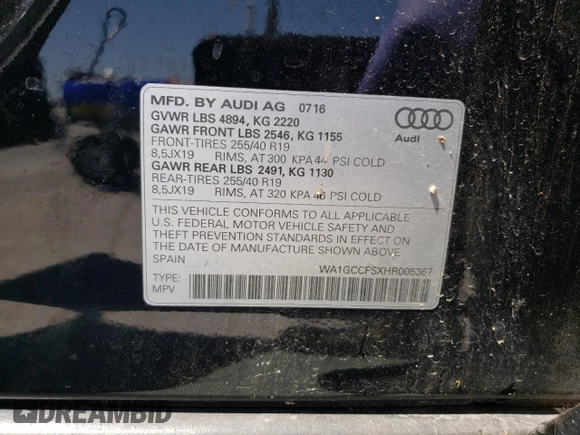 MFD. BY AUDI AG 0716
GVWR LBS 4894, KG 2220
GAWR FRONT LBS 2546, KG 1155
FRONT-TIRES 255/40 R19
8,5JX19 RIMS, AT 300 KPA 44 PSI COLD
GAWR REAR LBS 2491, KG 1130
REAR-TIRES 255/40 R19
8,5JX19 RIMS, AT 320 KPA 46 PSI COLD
Audi
THIS VEHICLE CONFORMS TO ALL APPLICABLE
U.S. FEDERAL MOTOR VEHICLE SAFETY AND
THEFT PREVENTION STANDARDS IN EFFECT ON
THE DATE OF MANUFACTURE SHOWN ABOVE.
SPAIN WA1GCCFSXHR006367
TYPE:
MPV
DREAMBID